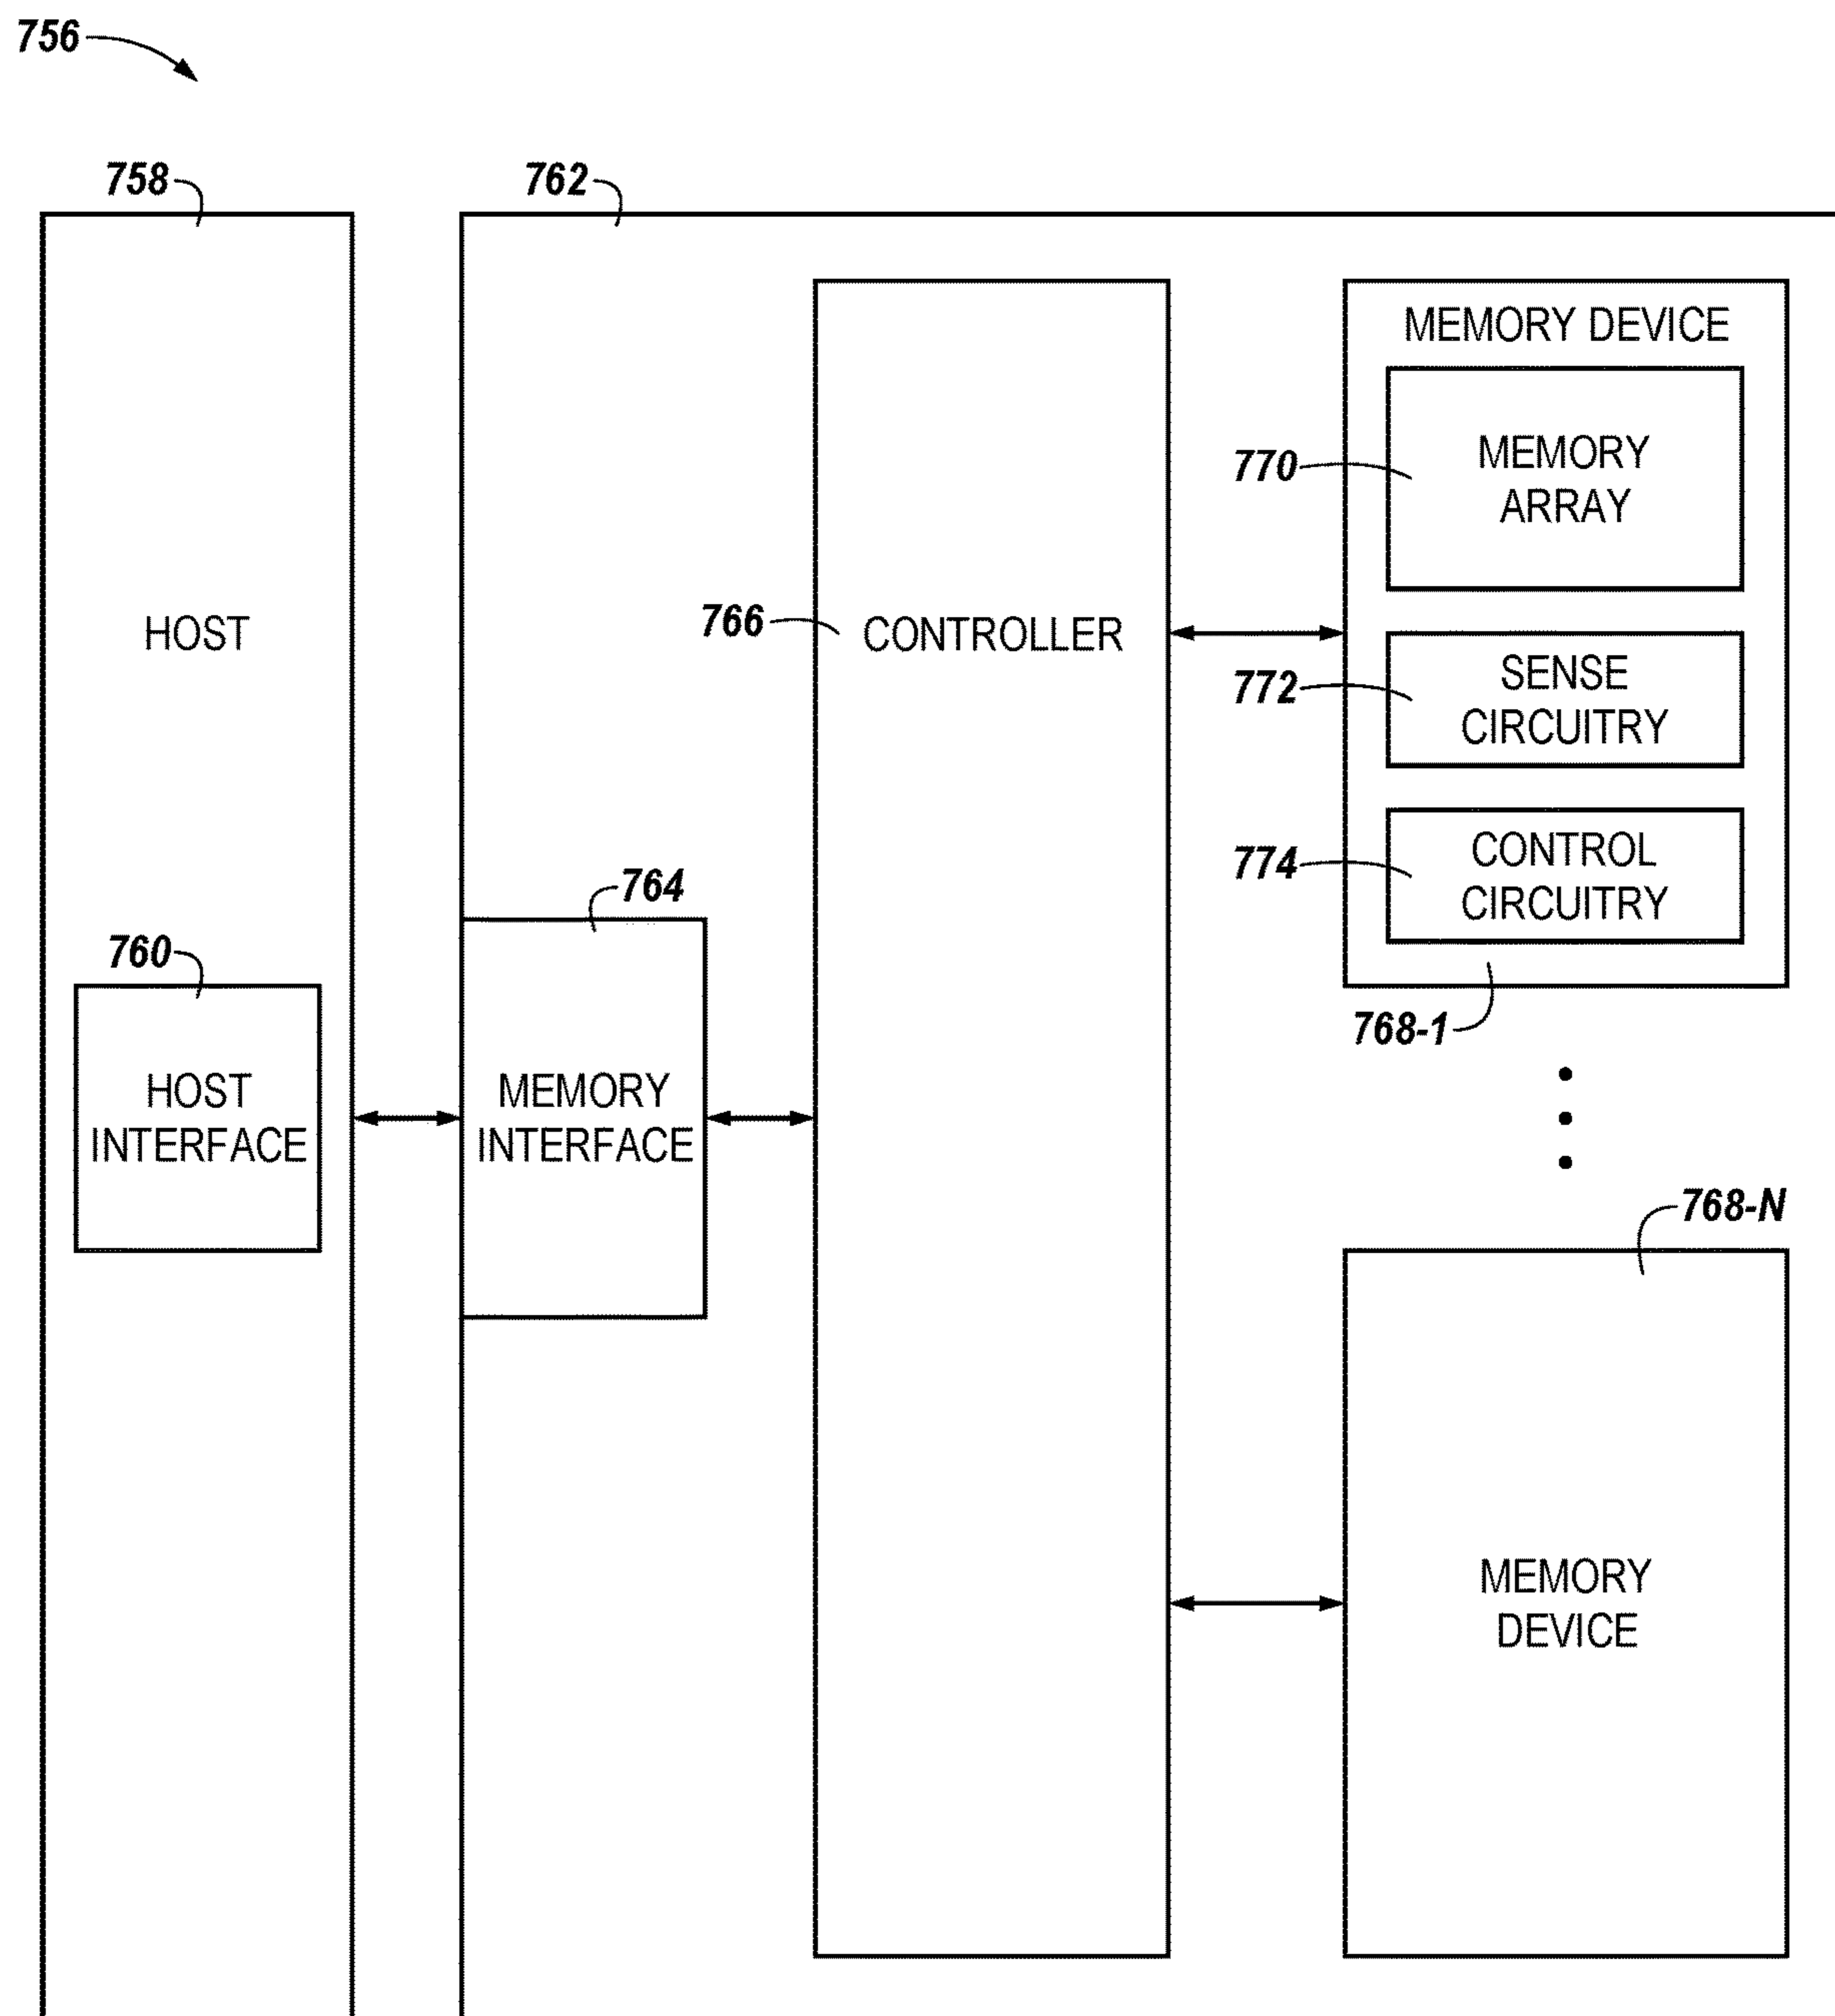 756
758
762
MEMORY DEVICE
770
MEMORY
ARRAY
766
HOST
CONTROLLER
772
SENSE
CIRCUITRY
774
CONTROL
CIRCUITRY
764
760
768-1
HOST
INTERFACE
MEMORY
INTERFACE
768-N
MEMORY
DEVICE